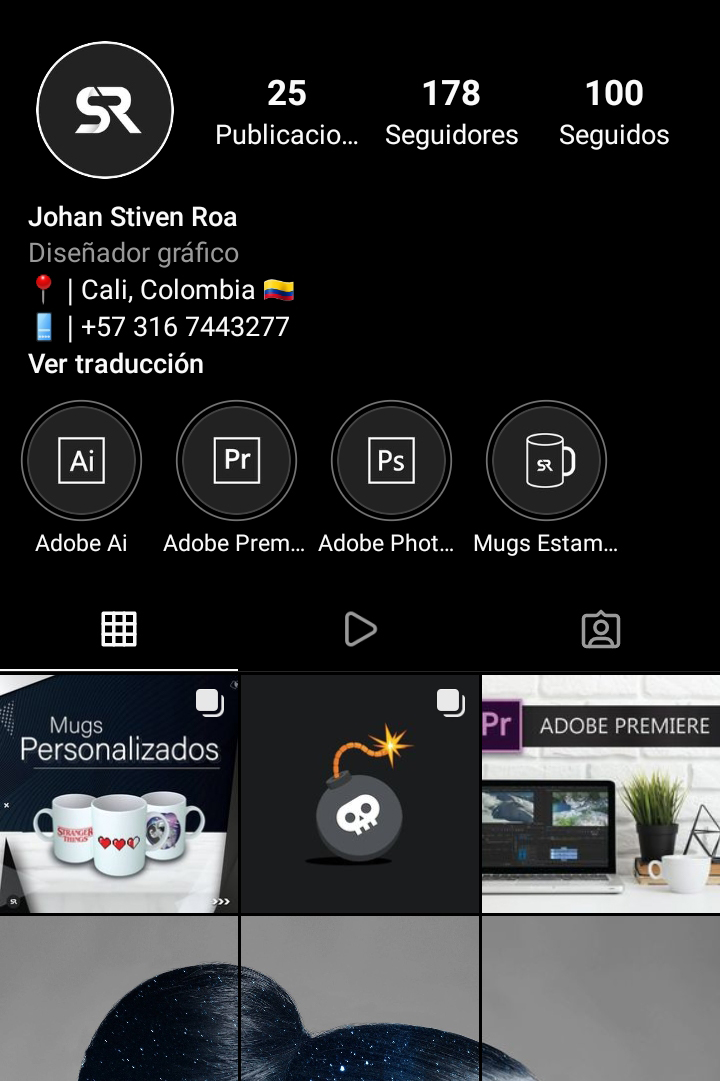 SR
25
178
100
Publicacio...
Seguidores
Seguidos
Johan Stiven Roa
Diseñador gráfico
📍 | Cali, Colombia 🇨🇴
📱 | +57 316 7443277
Ver traducción
Ai
Pr
Ps
SR
Adobe Ai
Adobe Prem...
Adobe Phot...
Mugs Estam...
Mugs
Personalizados
STRANGER
THINGS
SR
Pr
ADOBE PREMIERE